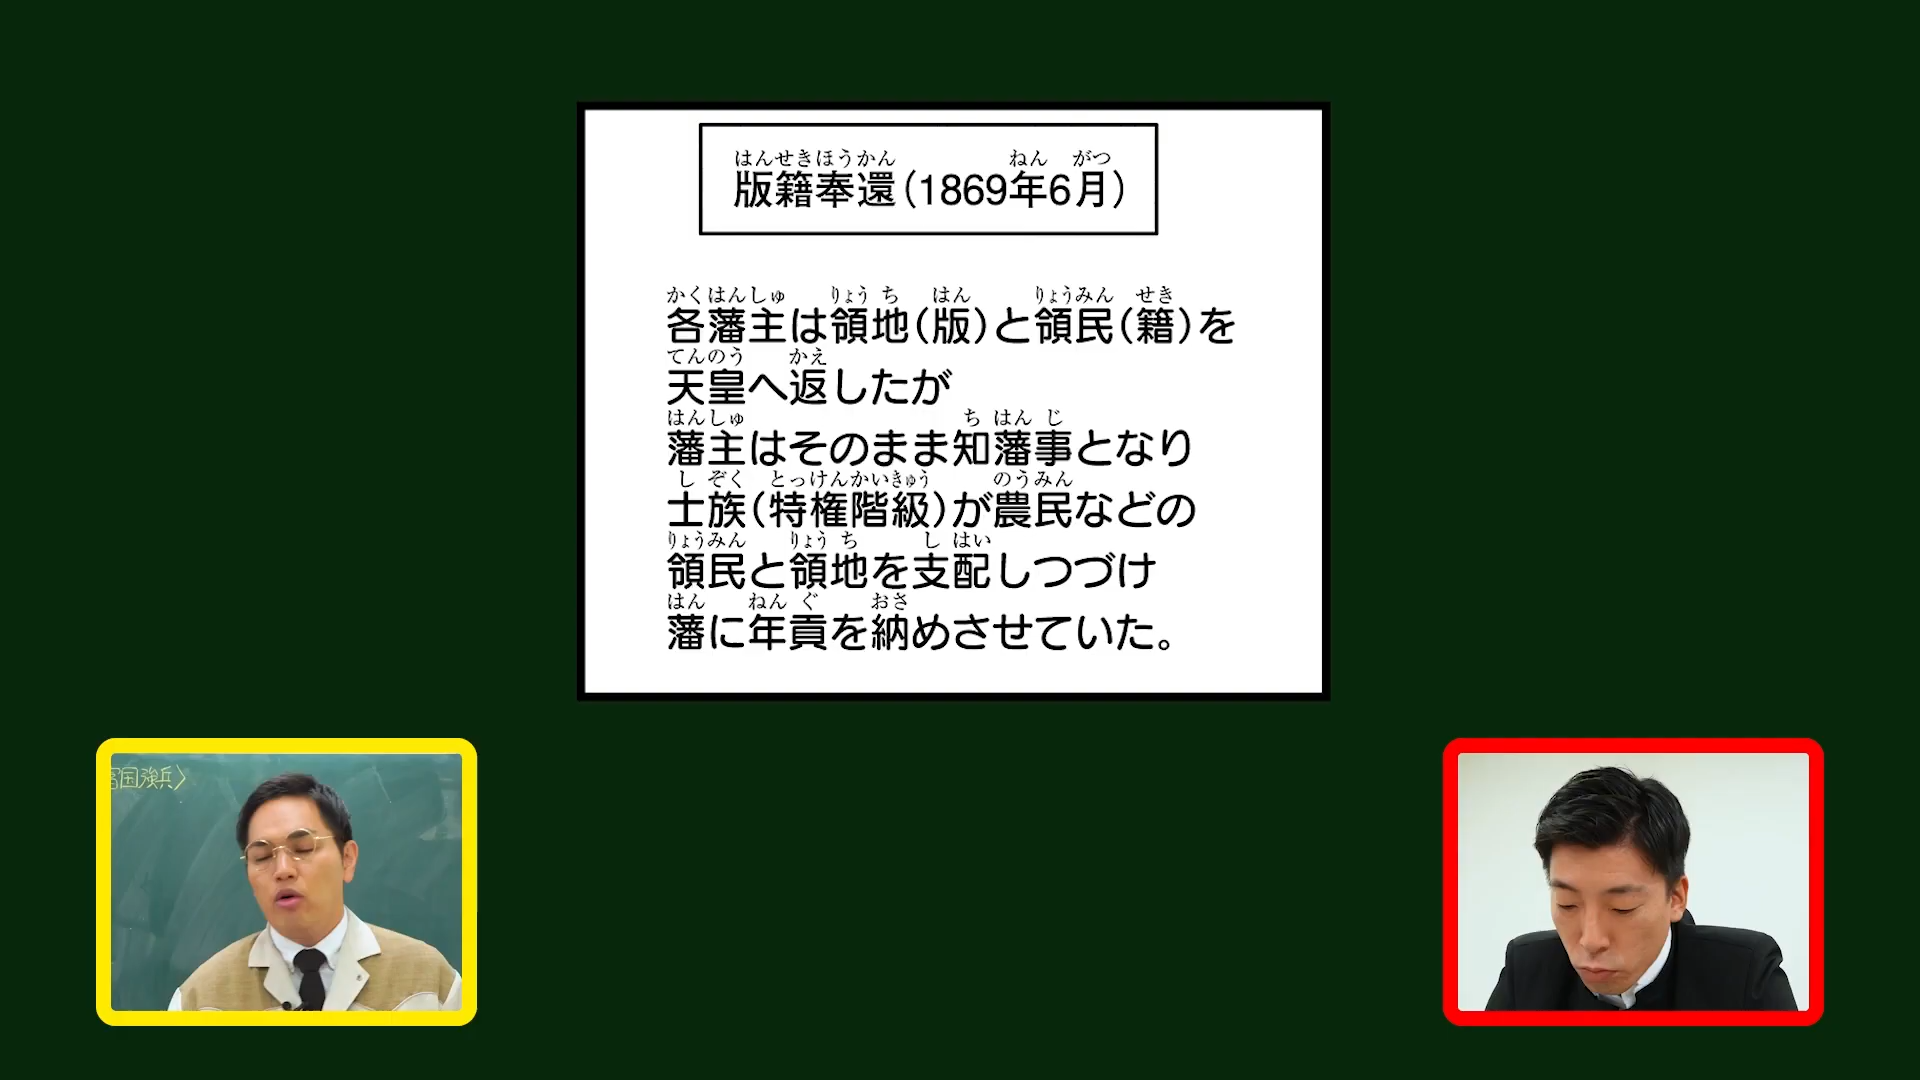 はんせきほうかん ねん がつ
版籍奉還(1869年6月)
かくはんしゅ りょう ち はん りょうみん せき
各藩主は領地(版)と領民(籍)を
てんのう かえ
天皇へ返したが
はんしゅ ち はん じ
藩主はそのまま知藩事となり
し ぞく とっけんかいきゅう のうみん
士族(特権階級)が農民などの
りょうみん りょう ち し はい
領民と領地を支配しつづけ
はん ねん ぐ おさ
藩に年貢を納めさせていた。
富国強兵〉